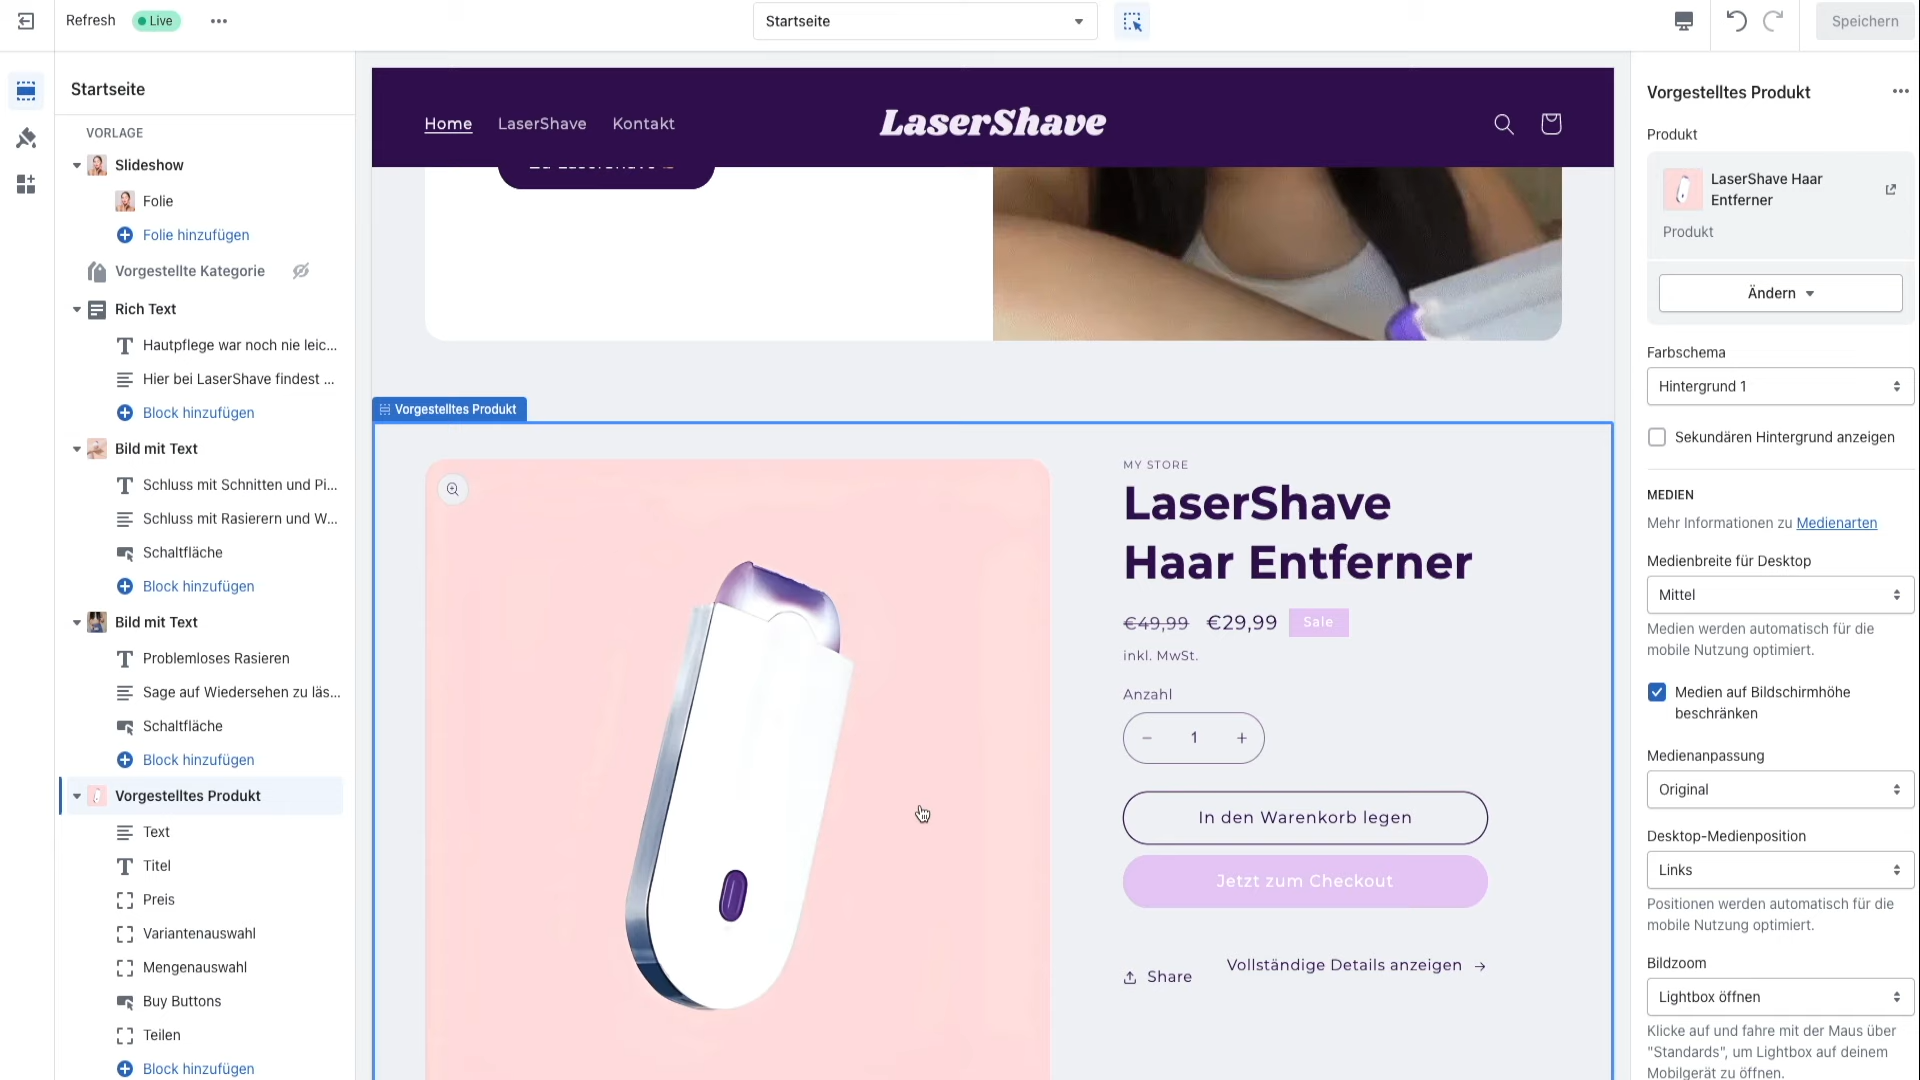 Refresh
Live
Startseite
Speichern
Startseite
VORLAGE
Slideshow
Folie
Folie hinzufügen
Vorgestellte Kategorie
Rich Text
Hautpflege war noch nie leic...
Hier bei LaserShave findest ...
Block hinzufügen
Bild mit Text
Schluss mit Schnitten und Pi...
Schluss mit Rasierern und W...
Schaltfläche
Block hinzufügen
Bild mit Text
Problemloses Rasieren
Sage auf Wiedersehen zu läs...
Schaltfläche
Block hinzufügen
Vorgestelltes Produkt
Text
Titel
Preis
Variantenauswahl
Mengenauswahl
Buy Buttons
Teilen
Block hinzufügen
Home LaserShave Kontakt
LaserShave
Zu LaserShave
Vorgestelltes Produkt
MY STORE
LaserShave
Haar Entferner
€49,99 €29,99 Sale
inkl. MwSt.
Anzahl
− 1 +
In den Warenkorb legen
Jetzt zum Checkout
Share
Vollständige Details anzeigen →
Vorgestelltes Produkt
Produkt
LaserShave Haar
Entferner
Produkt
Ändern
Farbschema
Hintergrund 1
Sekundären Hintergrund anzeigen
MEDIEN
Mehr Informationen zu Medienarten
Medienbreite für Desktop
Mittel
Medien werden automatisch für die
mobile Nutzung optimiert.
Medien auf Bildschirmhöhe
beschränken
Medienanpassung
Original
Desktop-Medienposition
Links
Positionen werden automatisch für die
mobile Nutzung optimiert.
Bildzoom
Lightbox öffnen
Klicke auf und fahre mit der Maus über
"Standards", um Lightbox auf deinem
Mobilgerät zu öffnen.